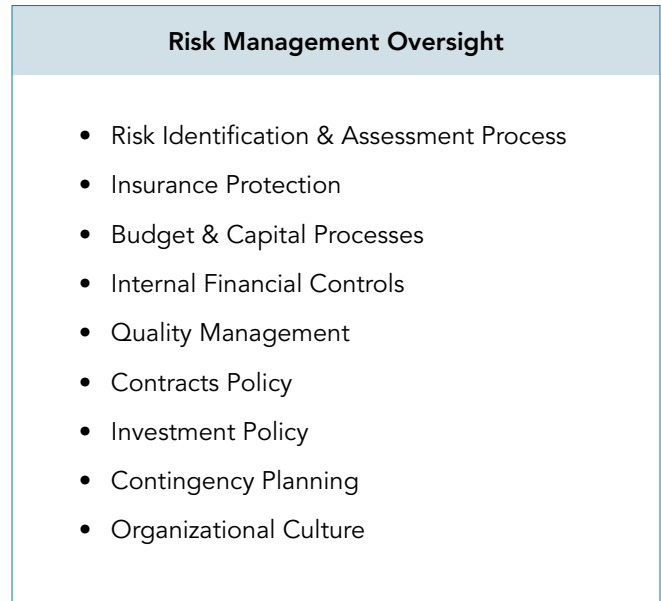 Risk Management Oversight
• Risk Identification & Assessment Process
• Insurance Protection
• Budget & Capital Processes
• Internal Financial Controls
• Quality Management
• Contracts Policy
• Investment Policy
• Contingency Planning
• Organizational Culture